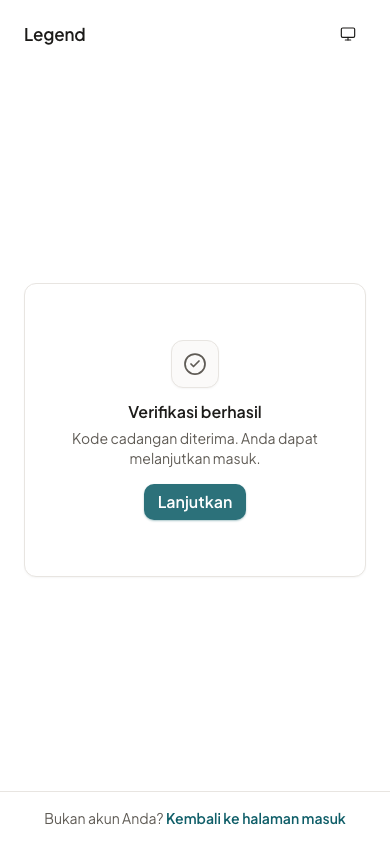 Legend
Verifikasi berhasil
Kode cadangan diterima. Anda dapat
melanjutkan masuk.
Lanjutkan
Bukan akun Anda? Kembali ke halaman masuk